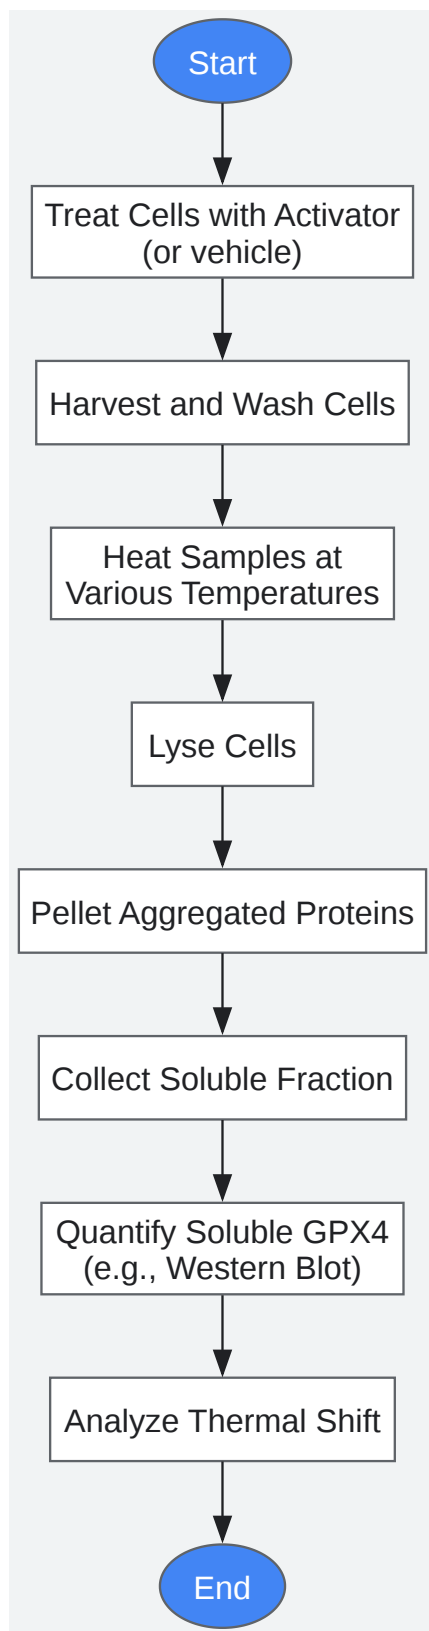 Start
Treat Cells with Activator
(or vehicle)
Harvest and Wash Cells
Heat Samples at
Various Temperatures
Lyse Cells
Pellet Aggregated Proteins
Collect Soluble Fraction
Quantify Soluble GPX4
(e.g., Western Blot)
Analyze Thermal Shift
End